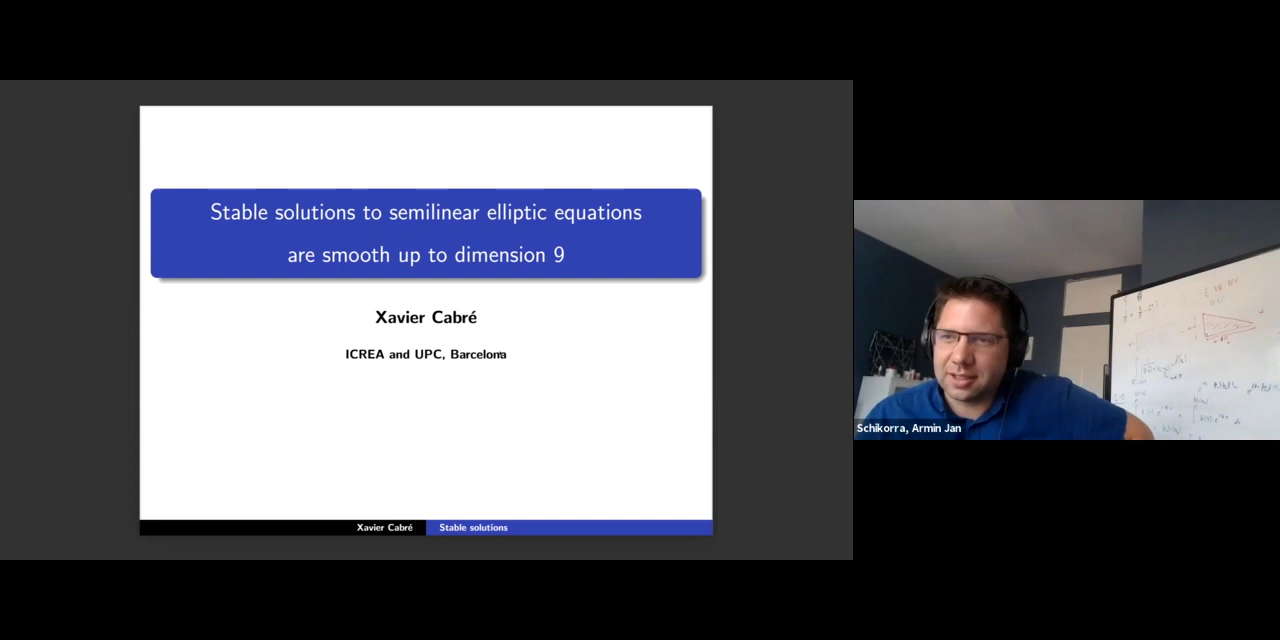 Stable solutions to semilinear elliptic equations
are smooth up to dimension 9
Xavier Cabré
ICREA and UPC, Barcelona
Xavier Cabré
Stable solutions
Schikorra, Armin Jan